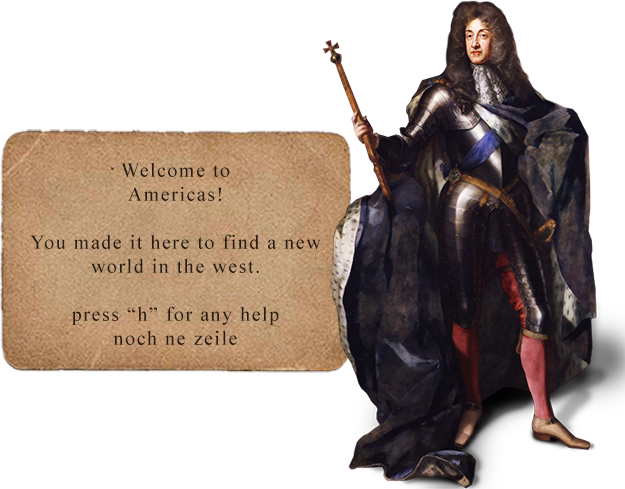 Welcome to
Americas!
You made it here to find a new
world in the west.
press “h” for any help
noch ne zeile